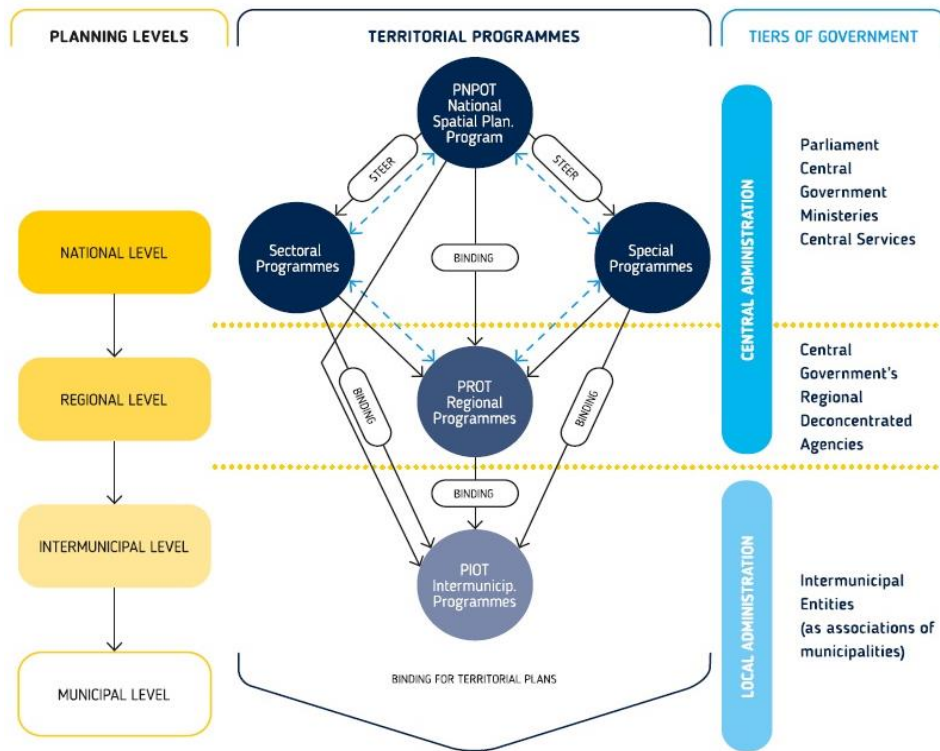 PLANNING LEVELS
TERRITORIAL PROGRAMMES
TIERS OF GOVERNMENT
PNPOT
National
Spatial Plan.
Program
STEER
STEER
Sectoral
Programmes
Special
Programmes
BINDING
PROT
Regional
Programmes
BINDING
BINDING
BINDING
PIOT
Intermunicip.
Programmes
BINDING FOR TERRITORIAL PLANS
NATIONAL LEVEL
REGIONAL LEVEL
INTERMUNICIPAL LEVEL
MUNICIPAL LEVEL
CENTRAL ADMINISTRATION
Parliament
Central
Government
Ministeries
Central Services
Central
Government's
Regional
Deconcentrated
Agencies
LOCAL ADMINISTRATION
Intermunicipal
Entities
(as associations of
municipalities)